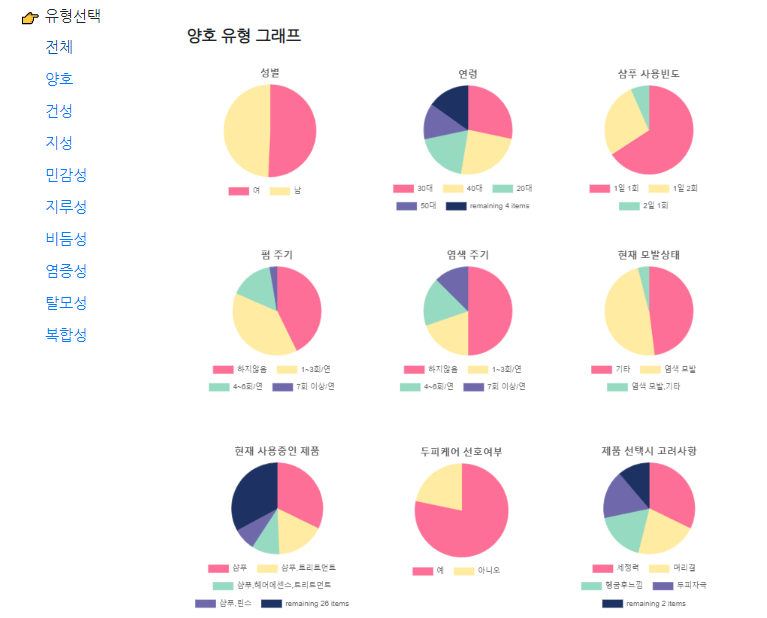 유형선택
전체
양호
건성
지성
민감성
지루성
비듬성
염증성
탈모성
복합성
양호 유형 그래프
성별
여 남
연령
30대 40대 20대
50대 remaining 4 items
샴푸 사용빈도
1일 1회 1일 2회
2일 1회
펌 주기
하지않음 1~3회/연
4~6회/연 7회 이상/연
염색 주기
하지않음 1~3회/연
4~6회/연 7회 이상/연
현재 모발상태
기타 염색 모발
염색 모발,기타
현재 사용중인 제품
샴푸 샴푸,트리트먼트
샴푸,헤어에센스,트리트먼트
샴푸,린스 remaining 26 items
두피케어 선호여부
예 아니오
제품 선택시 고려사항
세정력 머리결
헹굼후느낌 두피자극
remaining 2 items